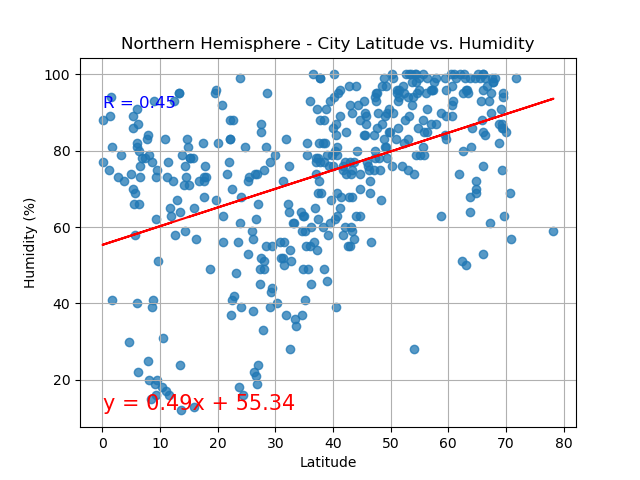 Northern Hemisphere - City Latitude vs. Humidity
R = 0.45
y = 0.49x + 55.34
Humidity (%)
100
80
60
40
20
0 10 20 30 40 50 60 70 80
Latitude